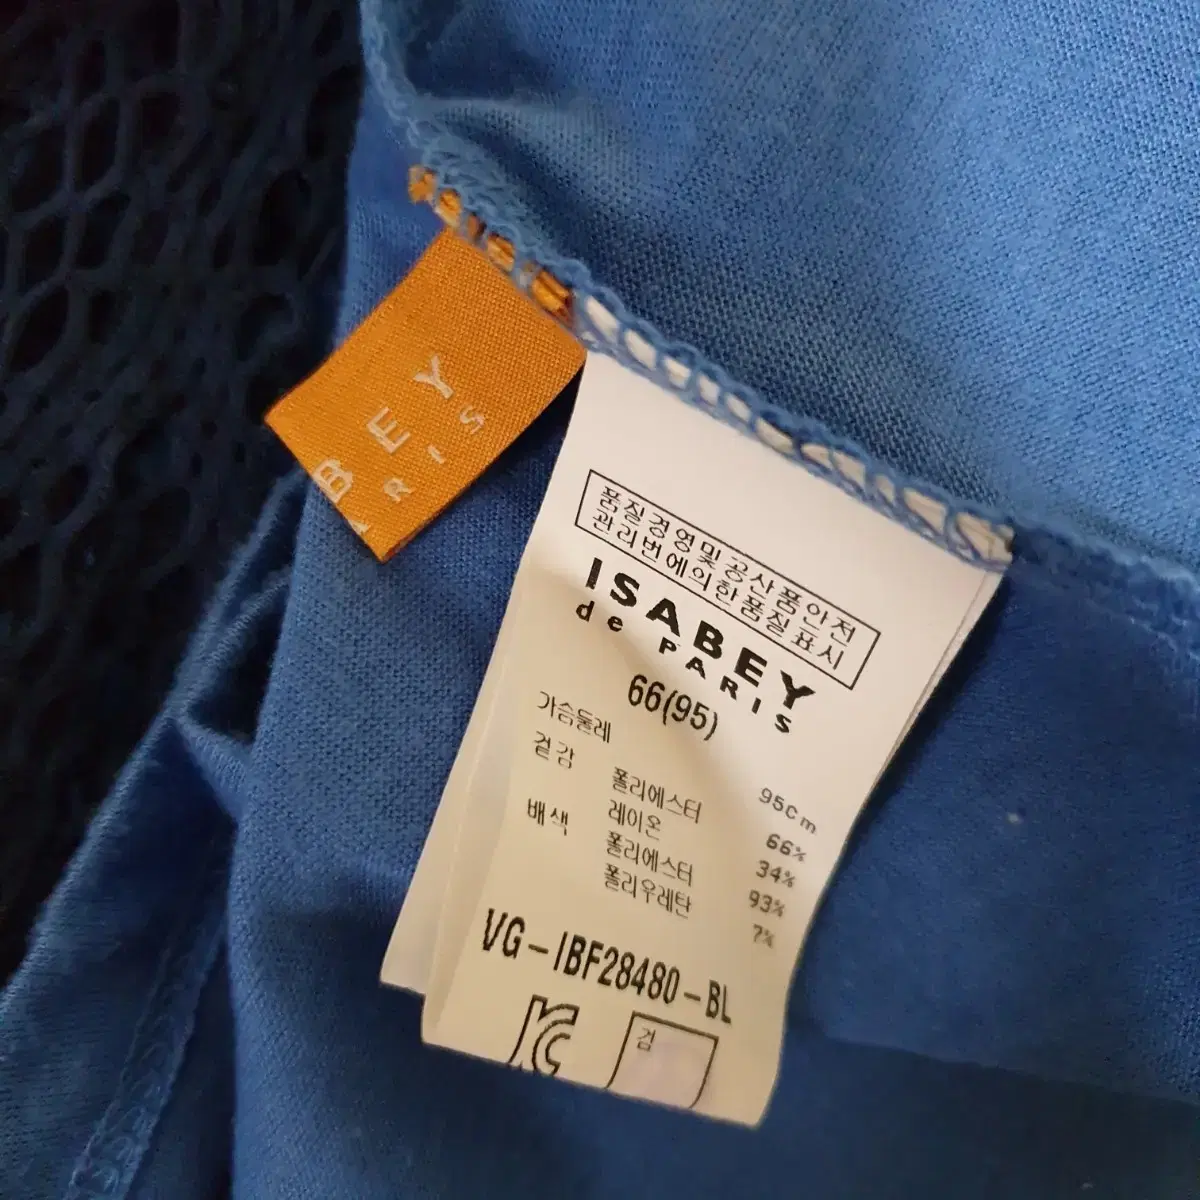 BEY
RIS
품질경영및공산품안전
관리번에의한품질표시
ISABEY
de PARIS
66(95)
가슴둘레 95cm
겉감 폴리에스터 66%
레이온 34%
배색 폴리에스터 93%
폴리우레탄 7%
VG-IBF28480-BL
검